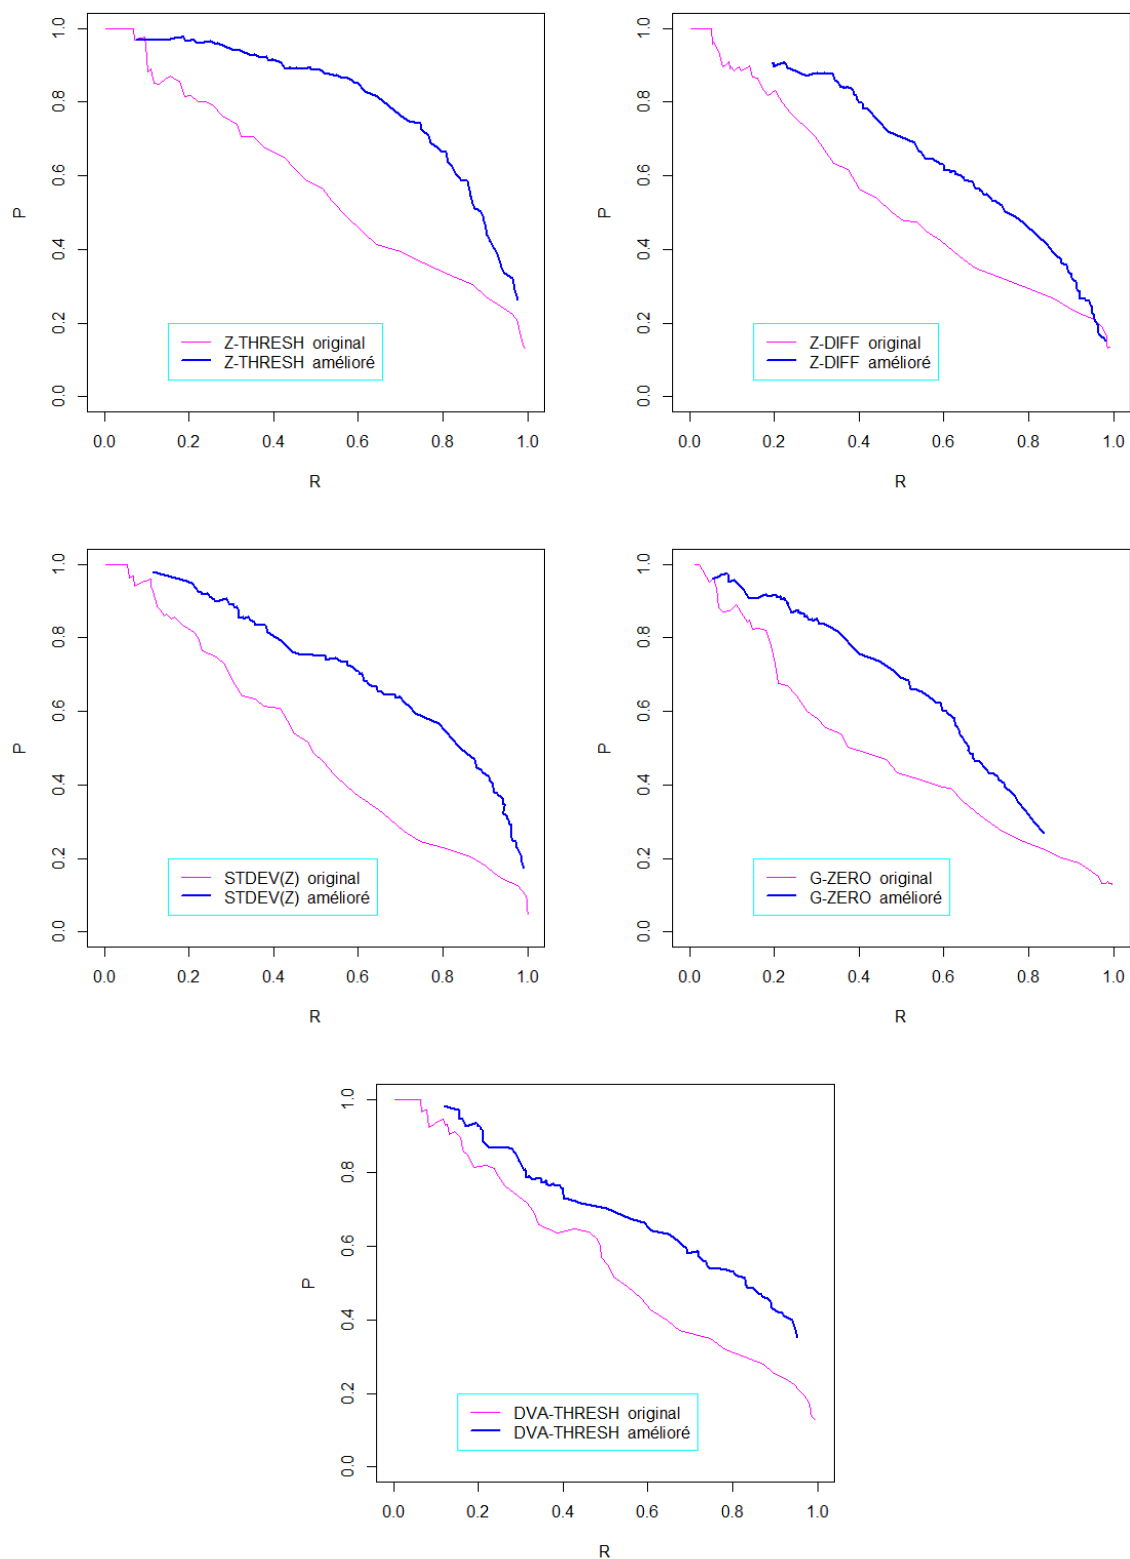 1.0
0.8
0.6
P
0.4
0.2
0.0
Z-THRESH original
Z-THRESH amélioré
0.0 0.2 0.4 0.6 0.8 1.0
R
1.0
0.8
0.6
P
0.4
0.2
0.0
Z-DIFF original
Z-DIFF amélioré
0.0 0.2 0.4 0.6 0.8 1.0
R
1.0
0.8
0.6
P
0.4
0.2
0.0
STDEV(Z) original
STDEV(Z) amélioré
0.0 0.2 0.4 0.6 0.8 1.0
R
1.0
0.8
0.6
P
0.4
0.2
0.0
G-ZERO original
G-ZERO amélioré
0.0 0.2 0.4 0.6 0.8 1.0
R
1.0
0.8
0.6
P
0.4
0.2
0.0
DVA-THRESH original
DVA-THRESH amélioré
0.0 0.2 0.4 0.6 0.8 1.0
R